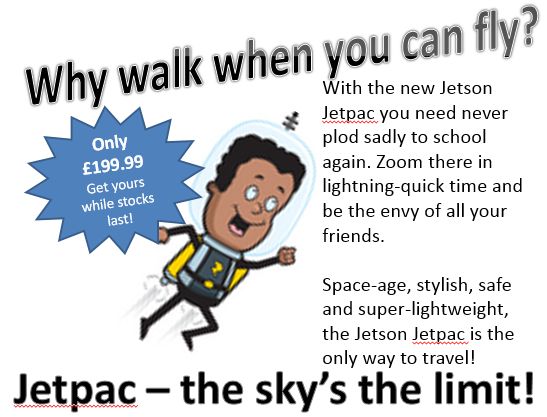 Why walk when you can fly?
Only
£199.99
Get yours
while stocks
last!
With the new Jetson
Jetpac you need never
plod sadly to school
again. Zoom there in
lightning-quick time and
be the envy of all your
friends.
Space-age, stylish, safe
and super-lightweight,
the Jetson Jetpac is the
only way to travel!
Jetpac – the sky’s the limit!